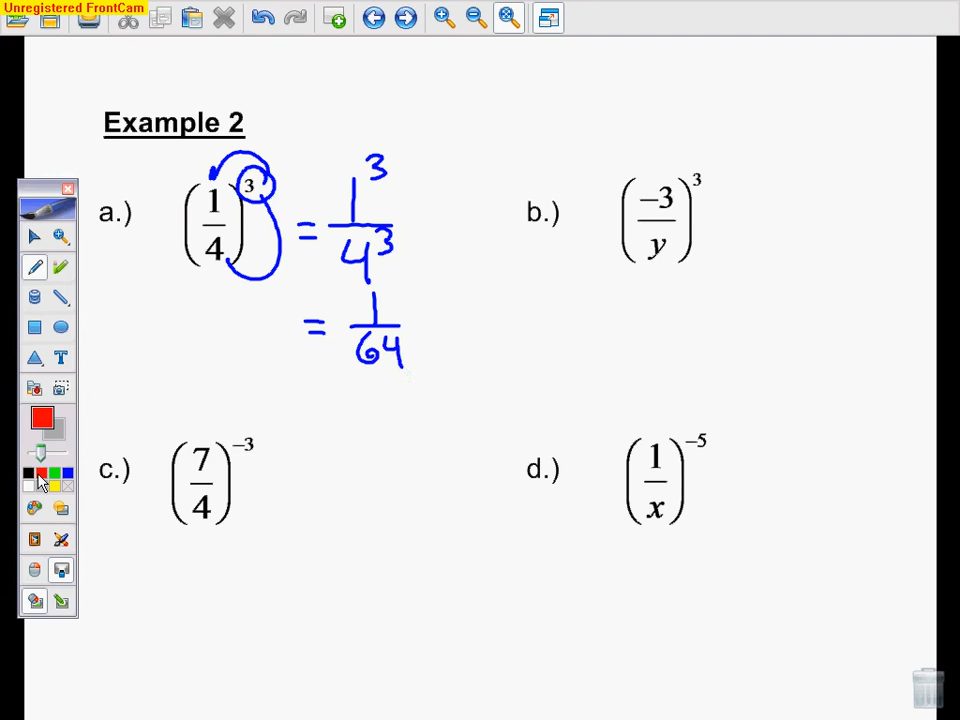 Unregistered FrontCam
Example 2
a.) (1/4)^3 = 1^3/4^3
= 1/64
b.) (-3/y)^3
c.) (7/4)^-3
d.) (1/x)^-5
T